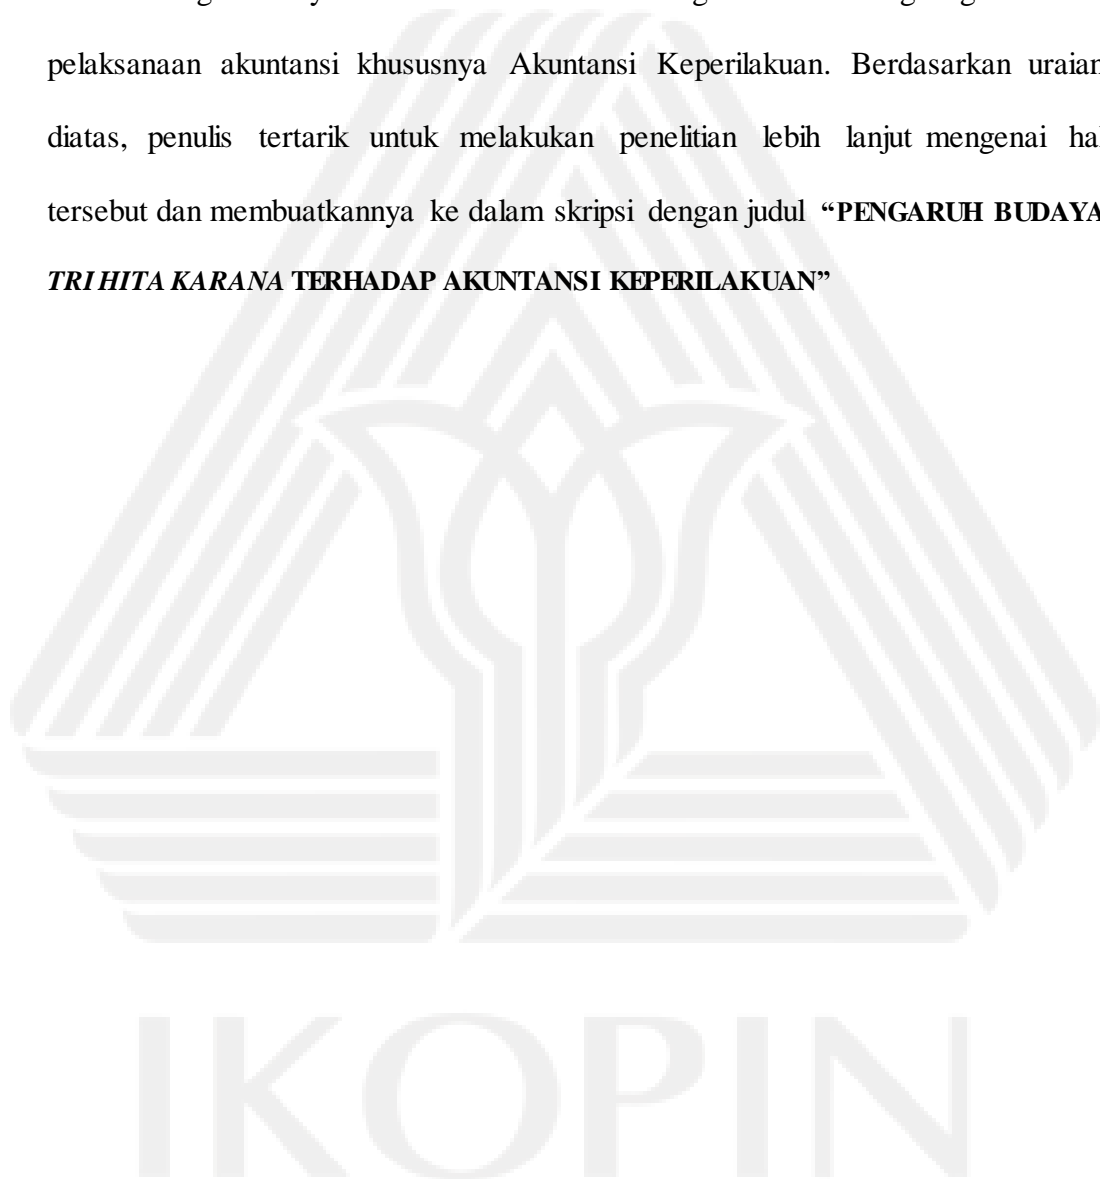 pelaksanaan akuntansi khususnya Akuntansi Keperilakuan. Berdasarkan uraian
diatas, penulis tertarik untuk melakukan penelitian lebih lanjut mengenai hal
tersebut dan membuatkannya ke dalam skripsi dengan judul “PENGARUH BUDAYA
TRI HITA KARANA TERHADAP AKUNTANSI KEPERILAKUAN”
IKOPIN